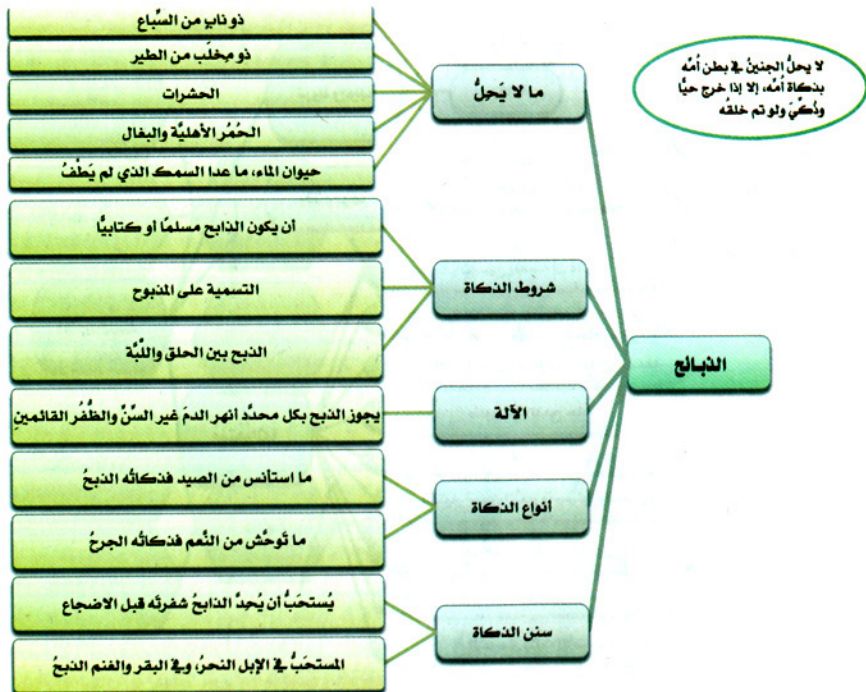 لا يحلُّ الجنينُ في بطن أمِّه
بذكاة أمِّه، إلا إذا خرج حيًّا
وذُكِّيَ ولو تم خلقُه
الذبائح
ما لا يَحِلُّ
ذو نابٍ من السِّباع
ذو مِخلَب من الطير
الحشرات
الحُمُر الأهليَّة والبغال
حيوان الماء، ما عدا السمك الذي لم يَطْفُ
شروط الذكاة
أن يكون الذابح مسلمًا أو كتابيًّا
التسمية على المذبوح
الذبح بين الحلق واللَّبَّة
الآلة
يجوز الذبح بكل محدَّد أنهر الدمَ غير السِّنِّ والظُّفُر القائمينِ
أنواع الذكاة
ما استأنس من الصيد فذكاتُه الذبحُ
ما تَوحَّش من النَّعم فذكاتُه الجرحُ
سنن الذكاة
يُستحَبُّ أن يُحِدَّ الذابحُ شفرتَه قبل الاضجاع
المستحَبُّ في الإبل النحرُ، وفي البقر والغنم الذبحُ